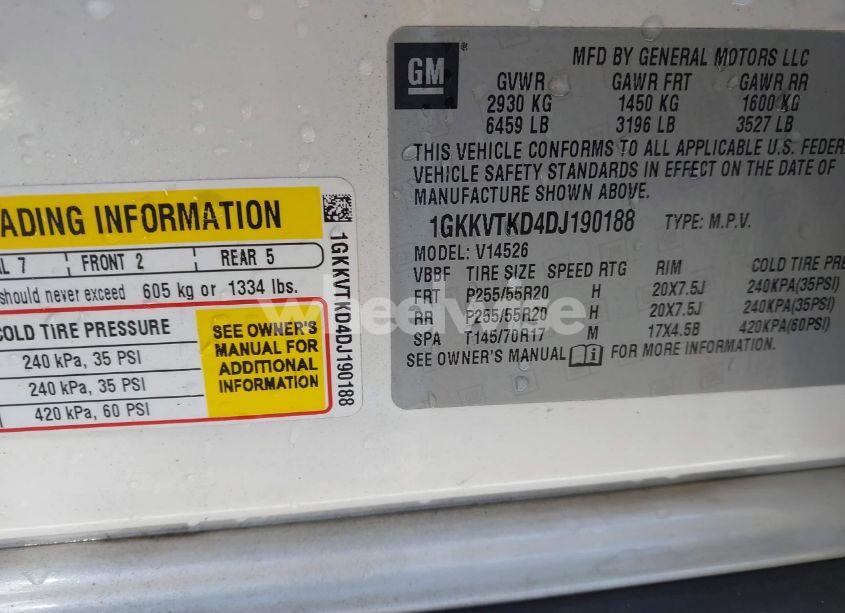 ADING INFORMATION
L 7 FRONT 2 REAR 5
should never exceed 605 kg or 1334 lbs.
COLD TIRE PRESSURE
240 kPa, 35 PSI
240 kPa, 35 PSI
420 kPa, 60 PSI
SEE OWNER'S
MANUAL FOR
ADDITIONAL
INFORMATION
1GKKVTKD4DJ190188
GM
MFD BY GENERAL MOTORS LLC
GVWR GAWR FRT GAWR RR
2930 KG 1450 KG 1600 KG
6459 LB 3196 LB 3527 LB
THIS VEHICLE CONFORMS TO ALL APPLICABLE U.S. FEDER
VEHICLE SAFETY STANDARDS IN EFFECT ON THE DATE OF
MANUFACTURE SHOWN ABOVE.
1GKKVTKD4DJ190188 TYPE: M.P.V.
MODEL: V14526
VBBF TIRE SIZE SPEED RTG RIM COLD TIRE PRE
FRT P255/55R20 H 20X7.5J 240KPA(35PSI)
RR P255/55R20 H 20X7.5J 240KPA(35PSI)
SPA T145/70R17 M 17X4.5B 420KPA(60PSI)
SEE OWNER'S MANUAL i FOR MORE INFORMATION.
wheelwise